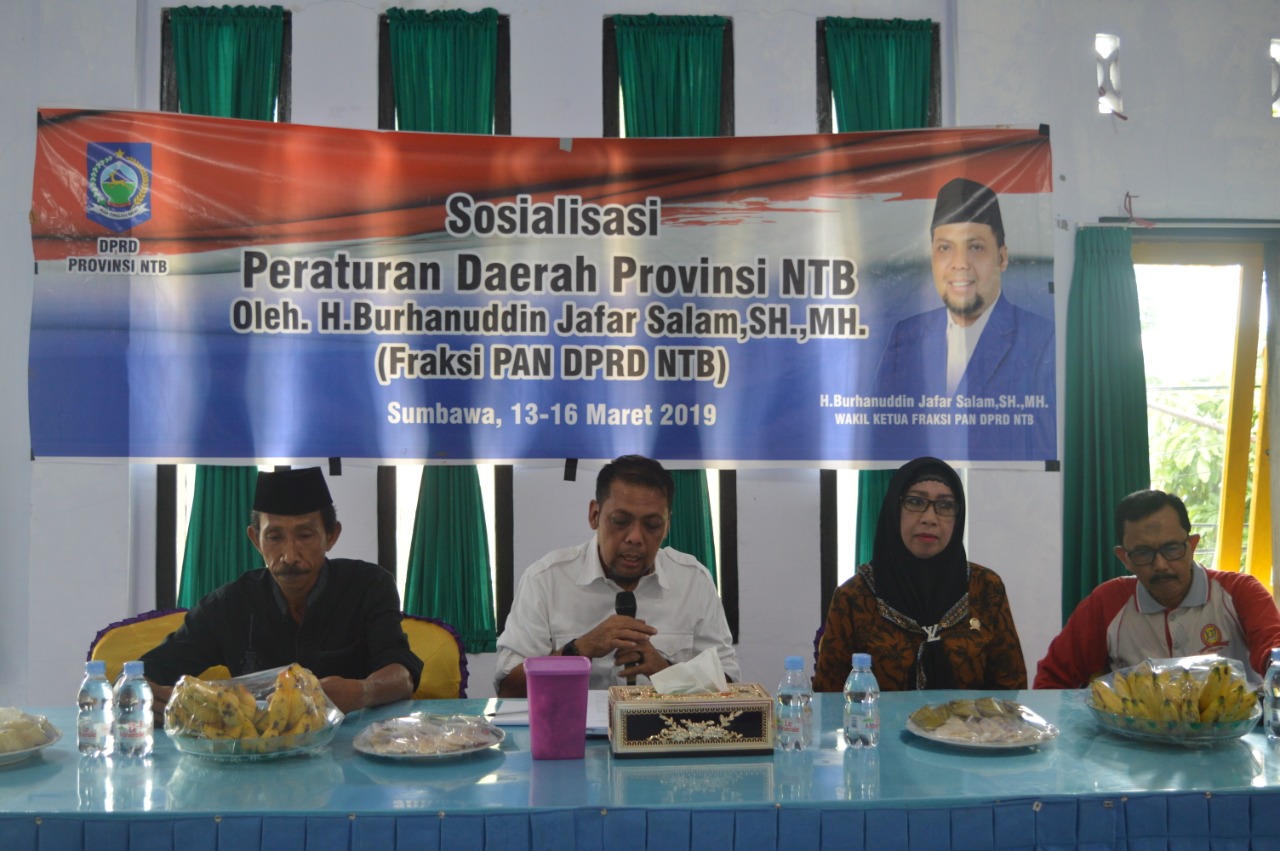 DPRD
PROVINSI NTB
Sosialisasi
Peraturan Daerah Provinsi NTB
Oleh. H.Burhanuddin Jafar Salam,SH.,MH.
(Fraksi PAN DPRD NTB)
Sumbawa, 13-16 Maret 2019
H.Burhanuddin Jafar Salam,SH.,MH.
WAKIL KETUA FRAKSI PAN DPRD NTB